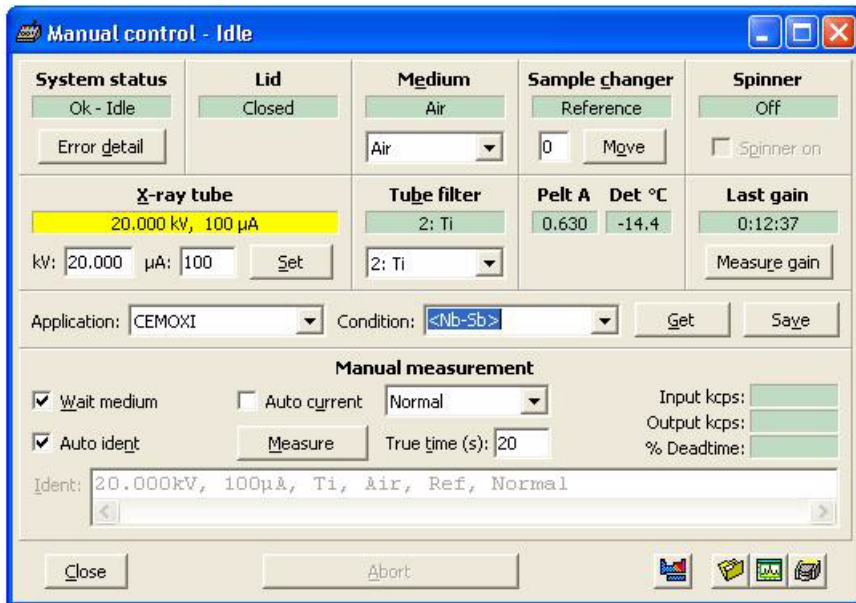 Manual control - Idle
System status
Ok - Idle
Error detail
Lid
Closed
Medium
Air
Air
Sample changer
Reference
0 Move
Spinner
Off
Spinner on
X-ray tube
20.000 kV, 100 µA
kV: 20.000 µA: 100 Set
Tube filter
2: Ti
2: Ti
Pelt A Det °C
0.630 -14.4
Last gain
0:12:37
Measure gain
Application: CEMOXI Condition: <Nb-Sb> Get Save
Manual measurement
Wait medium Auto current Normal
Auto ident Measure True time (s): 20
Input kcps:
Output kcps:
% Deadtime:
Ident: 20.000kV, 100µA, Ti, Air, Ref, Normal
Close Abort